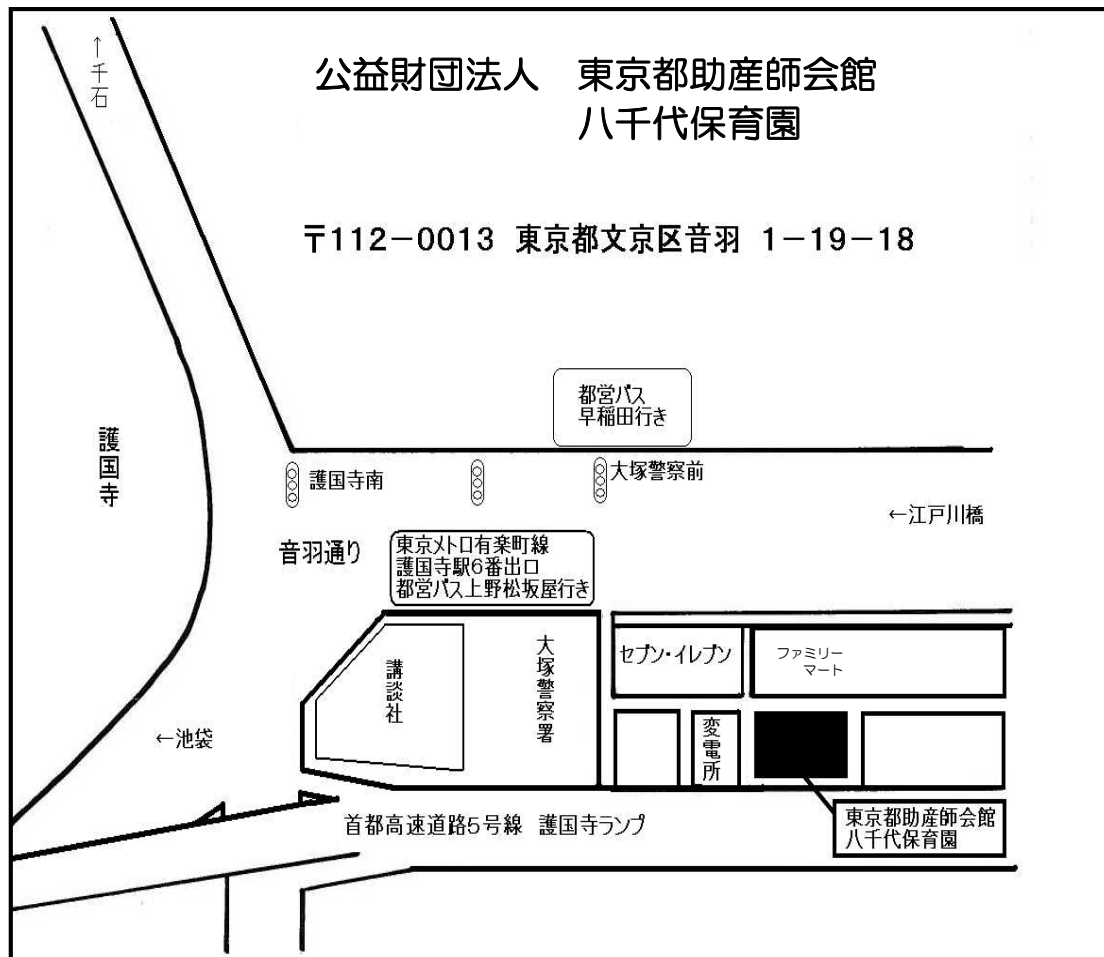 ↑千石
公益財団法人　東京都助産師会館
八千代保育園
〒112-0013 東京都文京区音羽 1-19-18
都営バス
早稲田行き
護国寺
護国寺南
大塚警察前
←江戸川橋
音羽通り
東京メトロ有楽町線
護国寺駅6番出口
都営バス上野松坂屋行き
講談社
大塚警察署
セブン・イレブン
ファミリー
マート
←池袋
変電所
首都高速道路5号線 護国寺ランプ
東京都助産師会館
八千代保育園